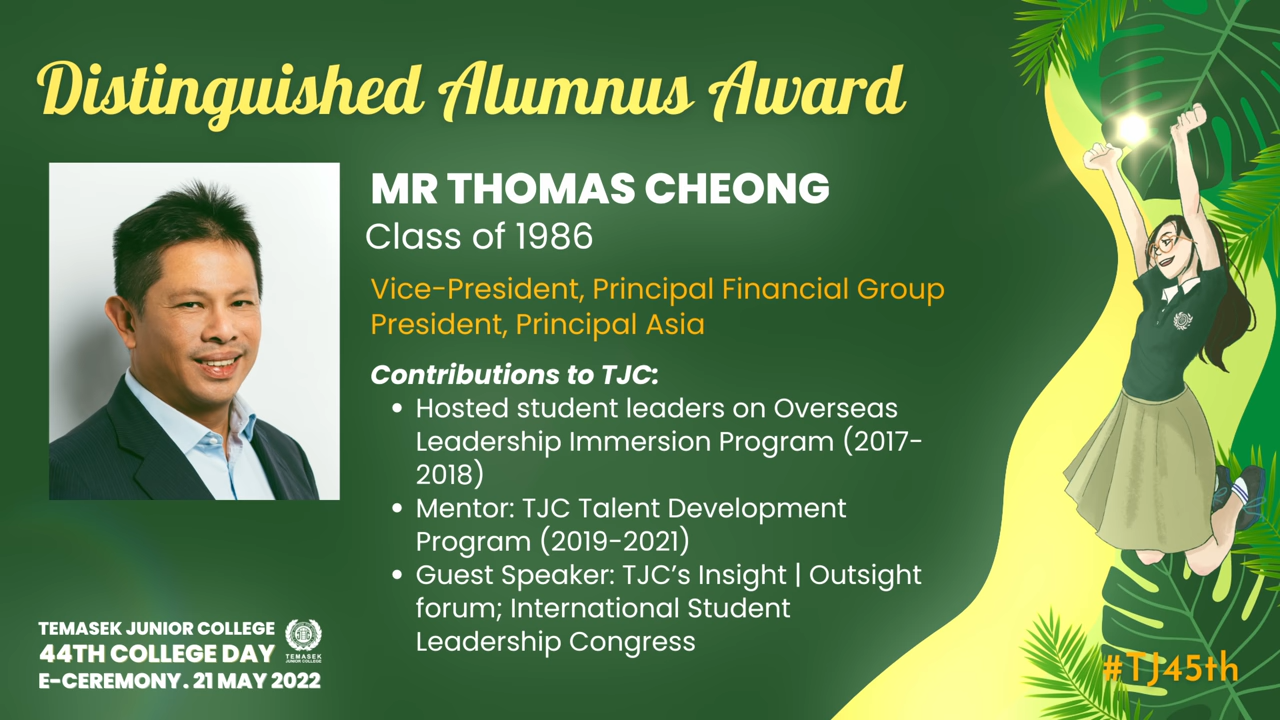 Distinguished Alumnus Award
MR THOMAS CHEONG
Class of 1986
Vice-President, Principal Financial Group
President, Principal Asia
Contributions to TJC:
• Hosted student leaders on Overseas
Leadership Immersion Program (2017-
2018)
• Mentor: TJC Talent Development
Program (2019-2021)
• Guest Speaker: TJC’s Insight | Outsight
forum; International Student
Leadership Congress
TEMASEK JUNIOR COLLEGE
44TH COLLEGE DAY
E-CEREMONY. 21 MAY 2022
TEMASEK
JUNIOR COLLEGE
#TJ45th